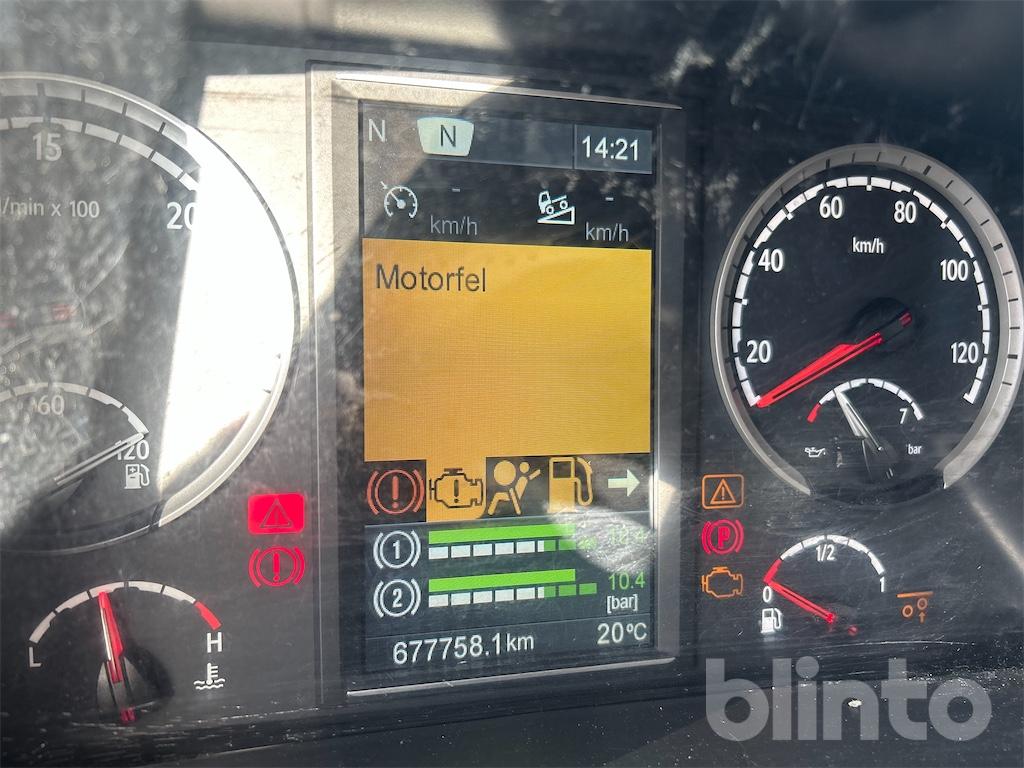 N N 14:21
km/h km/h
Motorfel
1
2 10.4
[bar]
677758.1km 20°C
15
/min x 100
20
60
120
L H
60 80
km/h
40 100
20 120
7
bar
P
1/2
0 1
1
blinto